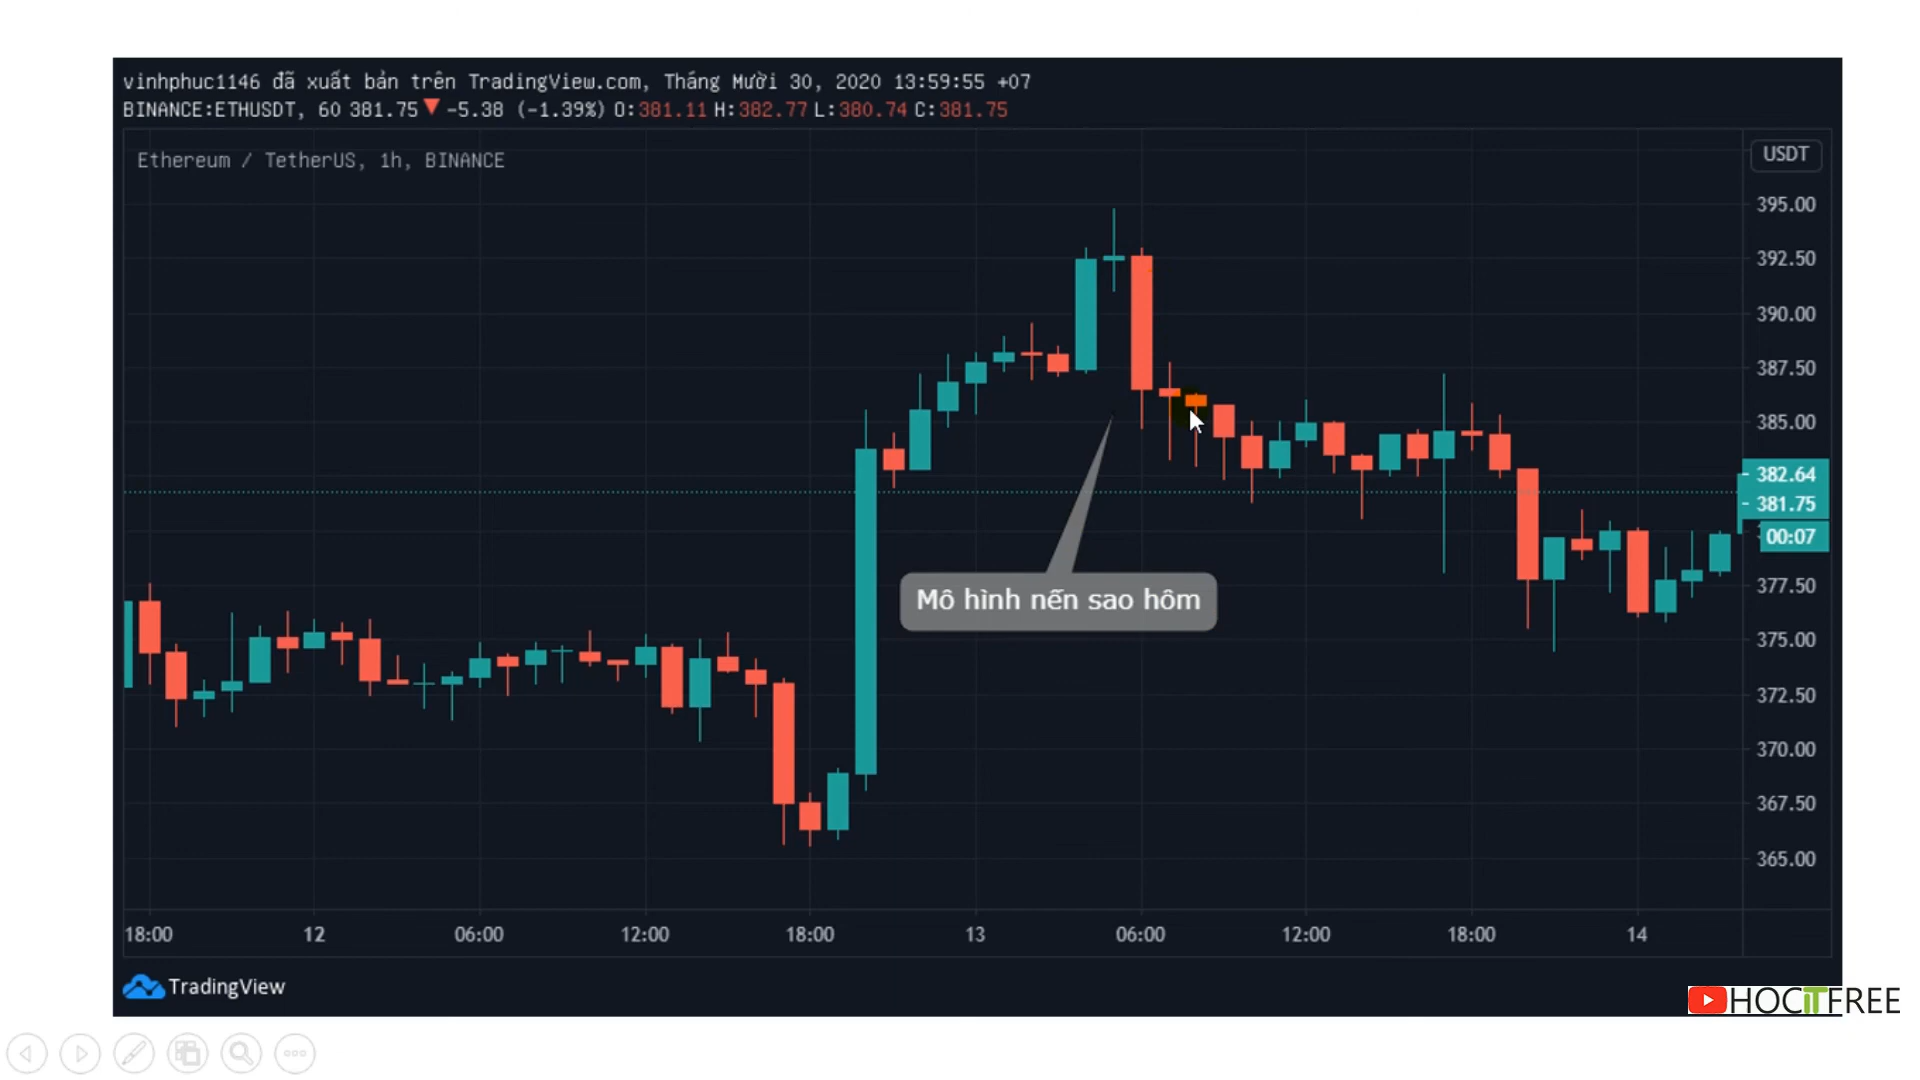 vinhphuc1146 đã xuất bản trên TradingView.com, Tháng Mười 30, 2020 13:59:55 +07
BINANCE:ETHUSDT, 60 381.75 ▼ −5.38 (−1.39%) O:381.11 H:382.77 L:380.74 C:381.75
Ethereum / TetherUS, 1h, BINANCE
USDT
395.00
392.50
390.00
387.50
385.00
382.64
381.75
00:07
377.50
375.00
372.50
370.00
367.50
365.00
Mô hình nến sao hôm
18:00 12 06:00 12:00 18:00 13 06:00 12:00 18:00 14
TradingView
HOCITFREE